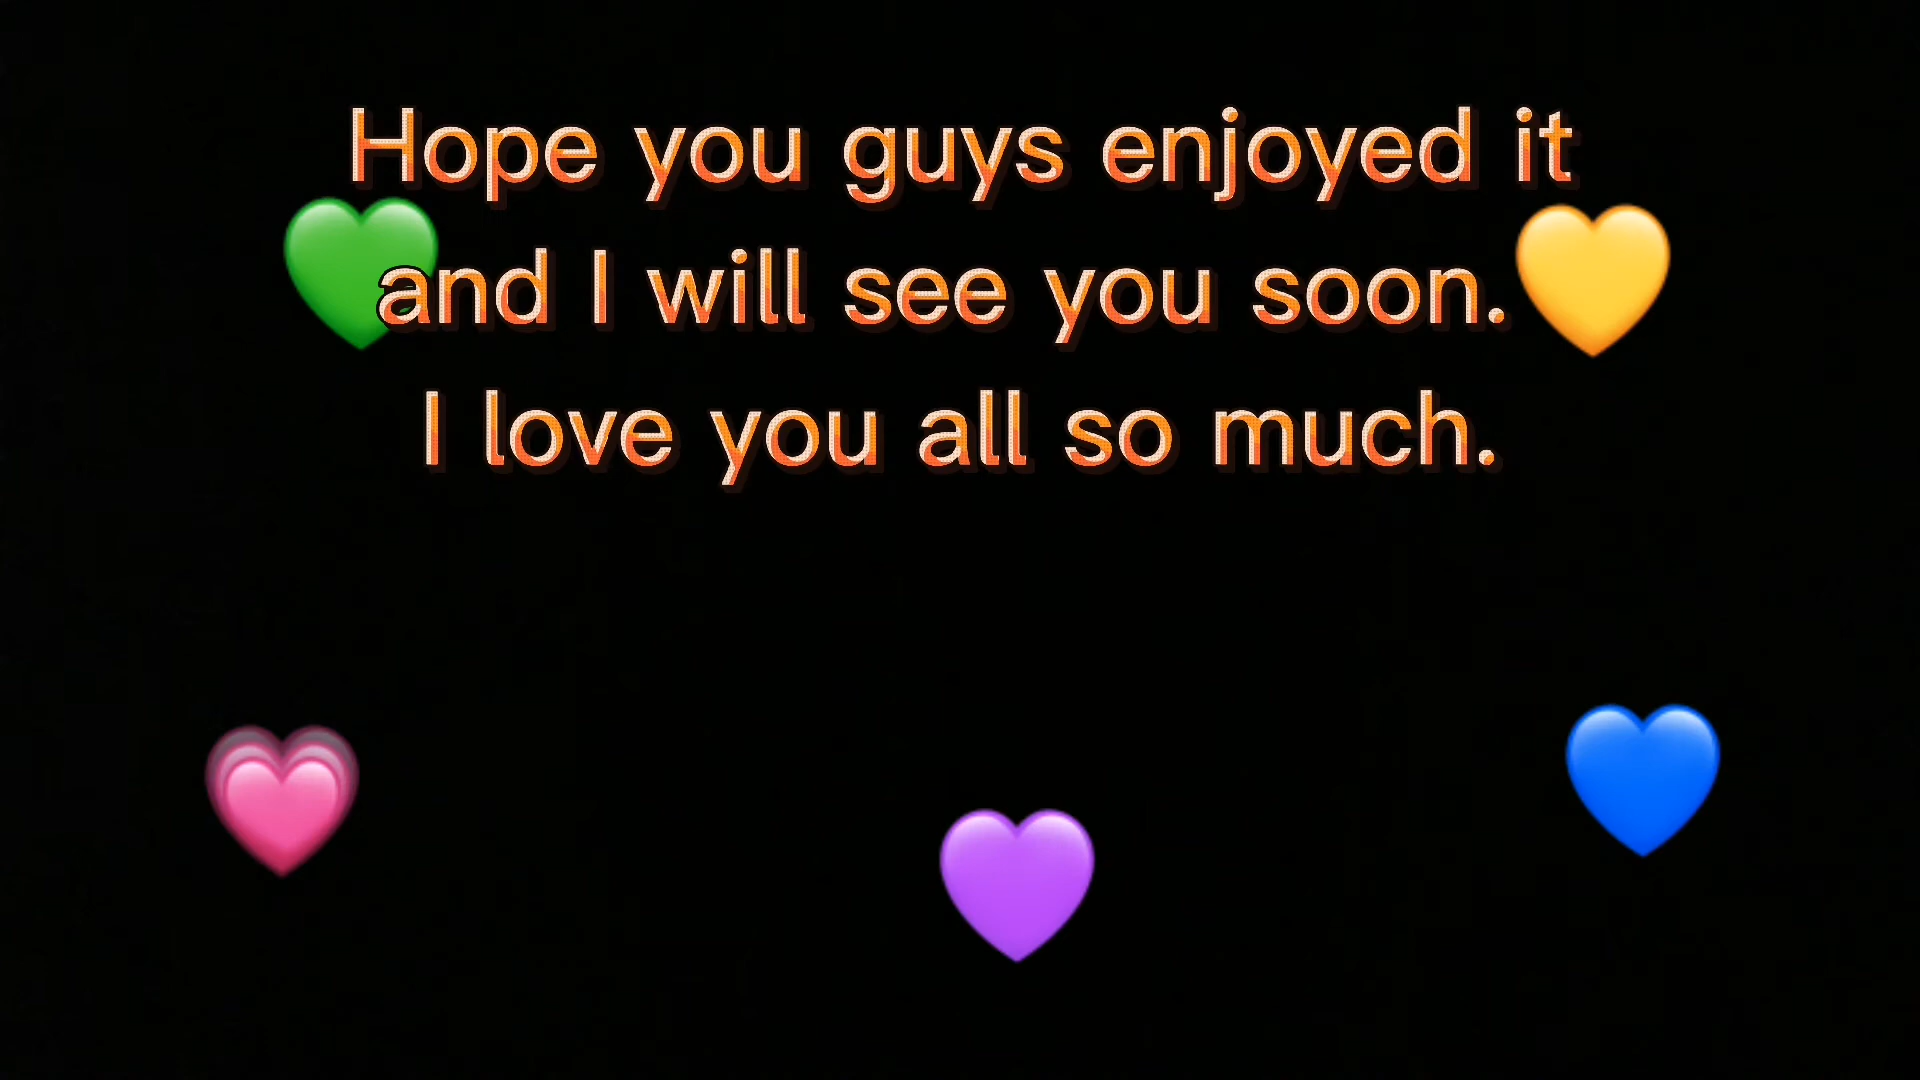 Hope you guys enjoyed it
and I will see you soon.
I love you all so much.